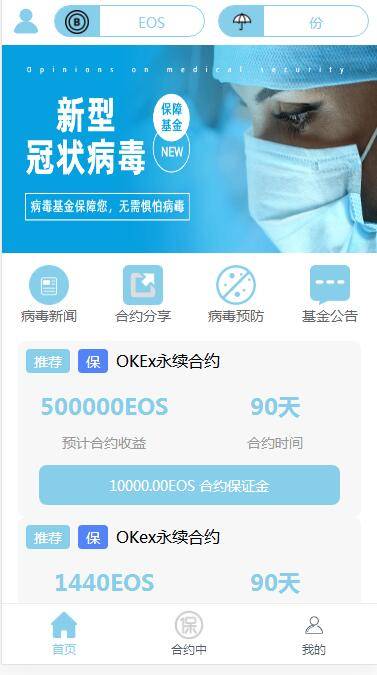 EOS
份
Opinions on medical security
新型
冠状病毒
保障
基金
NEW
病毒基金保障您，无需惧怕病毒
病毒新闻
合约分享
病毒预防
基金公告
推荐 保 OKEx永续合约
500000EOS 90天
预计合约收益 合约时间
10000.00EOS 合约保证金
推荐 保 OKex永续合约
1440EOS 90天
首页
保
合约中
我的